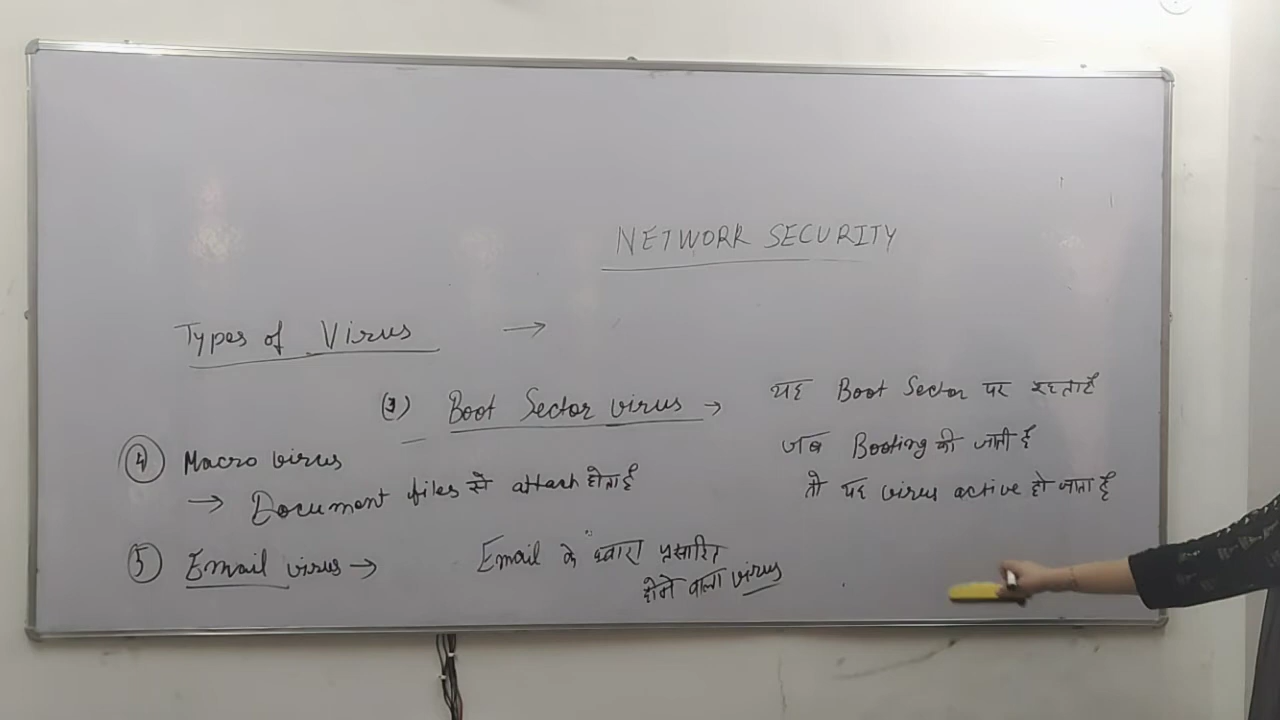 NETWORK SECURITY
Types of Virus →
(3) Boot Sector virus → यह Boot Sector पर रहता है
जब Booting की जाती है
तो यह virus active हो जाता है
④ Macro virus
→ Document files से attach होता है
⑤ Email virus → Email के द्वारा प्रसारित
होने वाला virus